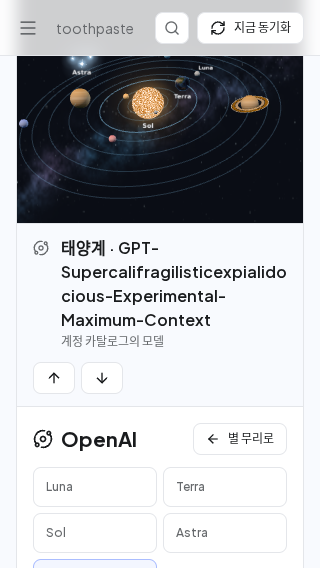 toothpaste
지금 동기화
Luna
Astra
Terra
Sol
태양계 · GPT-
Supercalifragilisticexpialido
cious-Experimental-
Maximum-Context
계정 카탈로그의 모델
OpenAI
별 무리로
Luna
Terra
Sol
Astra